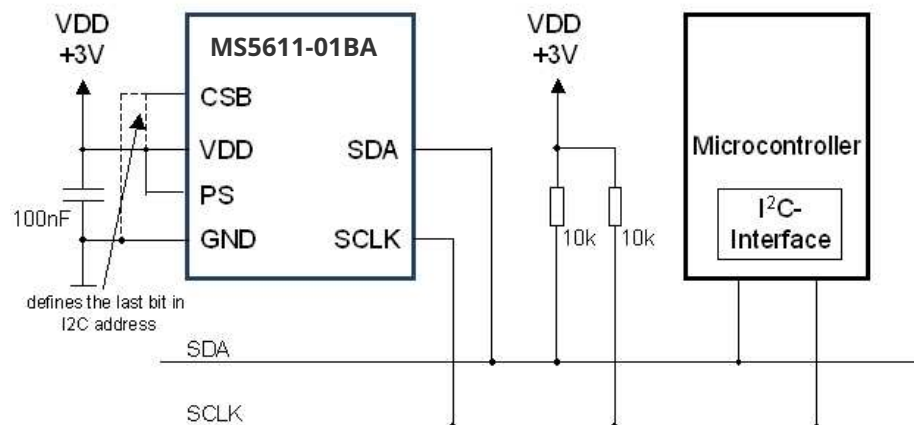 VDD
+3V
100nF
defines the last bit in
I2C address
MS5611-01BA
CSB
VDD
PS
GND
SDA
SCLK
VDD
+3V
10k
10k
Microcontroller
I²C-
Interface
SDA
SCLK